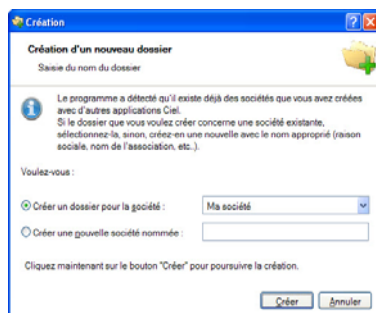 Création
Création d'un nouveau dossier
Saisie du nom du dossier
Le programme a détecté qu'il existe déjà des sociétés que vous avez créées
avec d'autres applications Ciel.
Si le dossier que vous voulez créer concerne une société existante,
sélectionnez-la, sinon, créez-en une nouvelle avec le nom approprié (raison
sociale, nom de l'association, etc..).
Voulez-vous :
Créer un dossier pour la société : Ma société
Créer une nouvelle société nommée :
Cliquez maintenant sur le bouton "Créer" pour poursuivre la création.
Créer Annuler